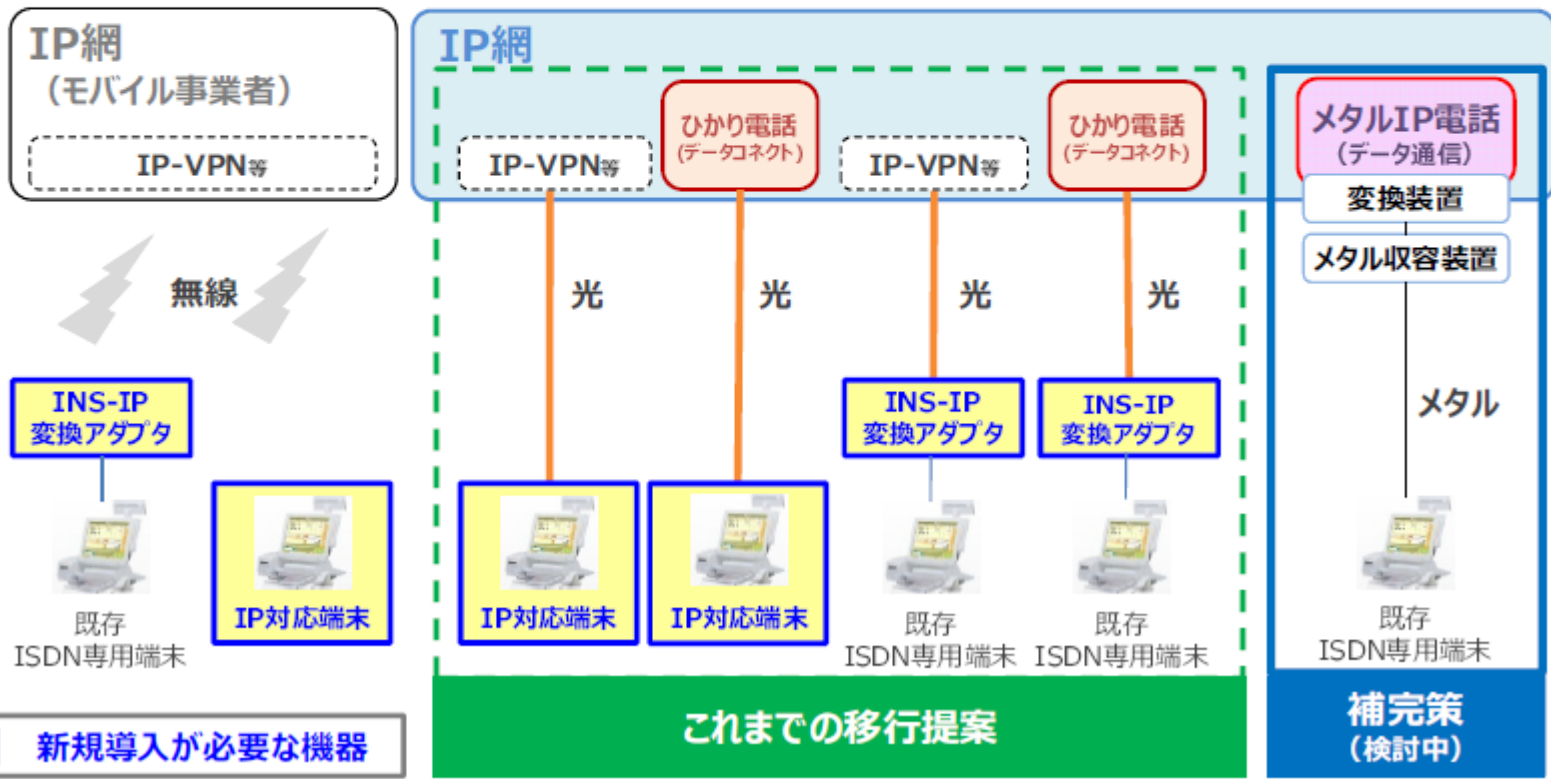 IP網
(モバイル事業者)
IP-VPN等
無線
INS-IP
変換アダプタ
既存
ISDN専用端末
IP対応端末
新規導入が必要な機器
IP網
IP-VPN等
ひかり電話
(データコネクト)
IP-VPN等
ひかり電話
(データコネクト)
光
光
光
光
INS-IP
変換アダプタ
INS-IP
変換アダプタ
IP対応端末
IP対応端末
既存
ISDN専用端末
既存
ISDN専用端末
これまでの移行提案
メタルIP電話
(データ通信)
変換装置
メタル収容装置
メタル
既存
ISDN専用端末
補完策
(検討中)